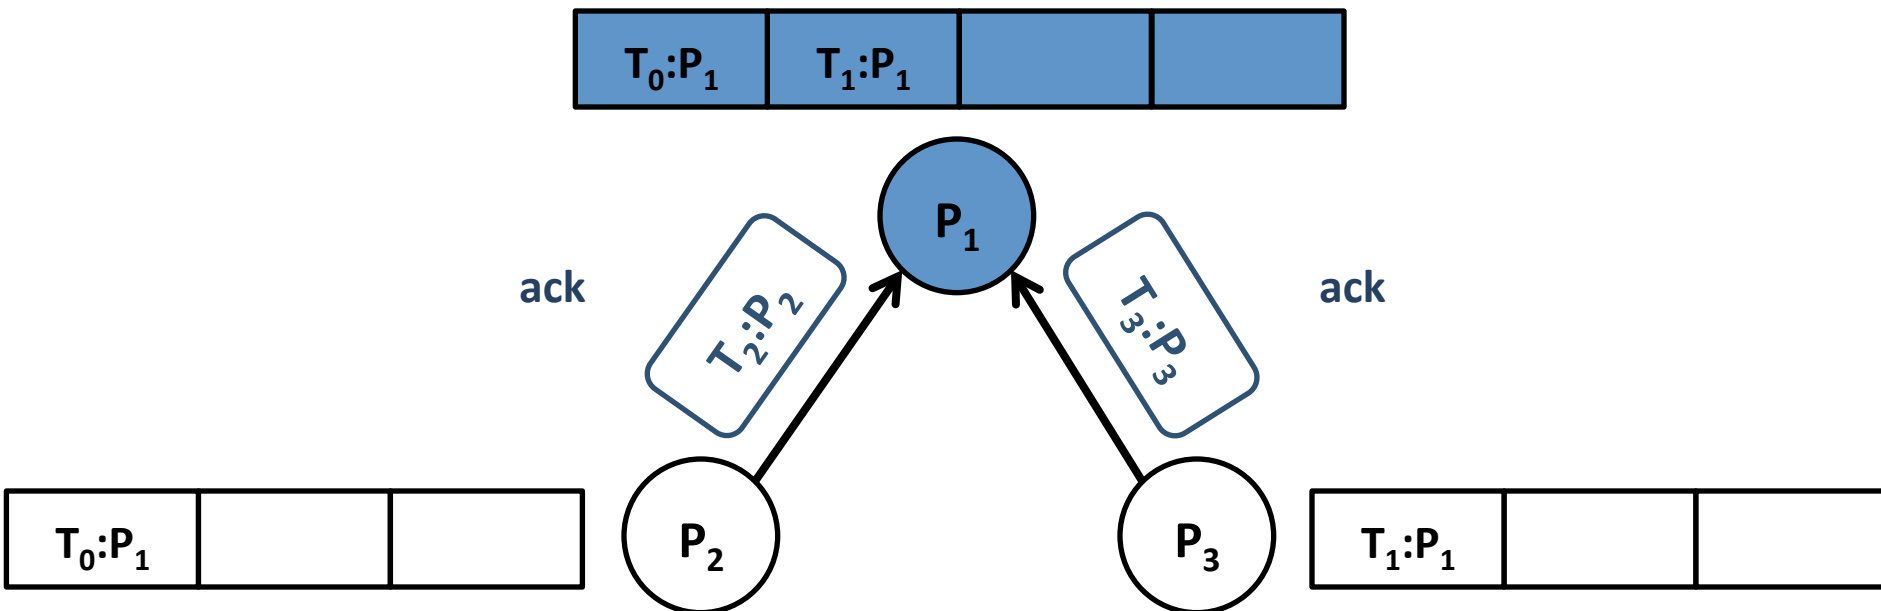 T₀:P₁ T₁:P₁
P₁
ack T₂:P₂ T₃:P₃ ack
T₀:P₁ P₂ P₃ T₁:P₁